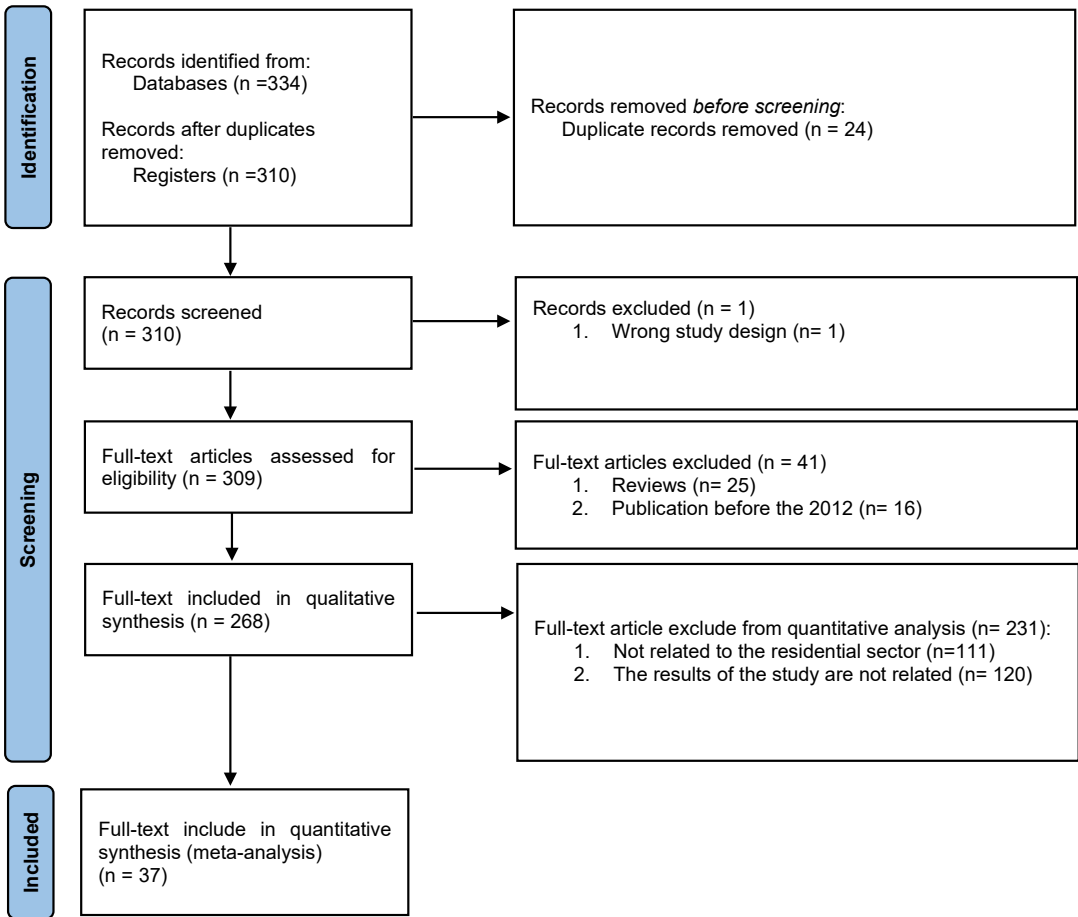 Identification
Records identified from:
Databases (n =334)
Records after duplicates
removed:
Registers (n =310)
Records removed before screening:
Duplicate records removed (n = 24)
Screening
Records screened
(n = 310)
Records excluded (n = 1)
1. Wrong study design (n= 1)
Full-text articles assessed for
eligibility (n = 309)
Ful-text articles excluded (n = 41)
1. Reviews (n= 25)
2. Publication before the 2012 (n= 16)
Full-text included in qualitative
synthesis (n = 268)
Full-text article exclude from quantitative analysis (n= 231):
1. Not related to the residential sector (n=111)
2. The results of the study are not related (n= 120)
Included
Full-text include in quantitative
synthesis (meta-analysis)
(n = 37)